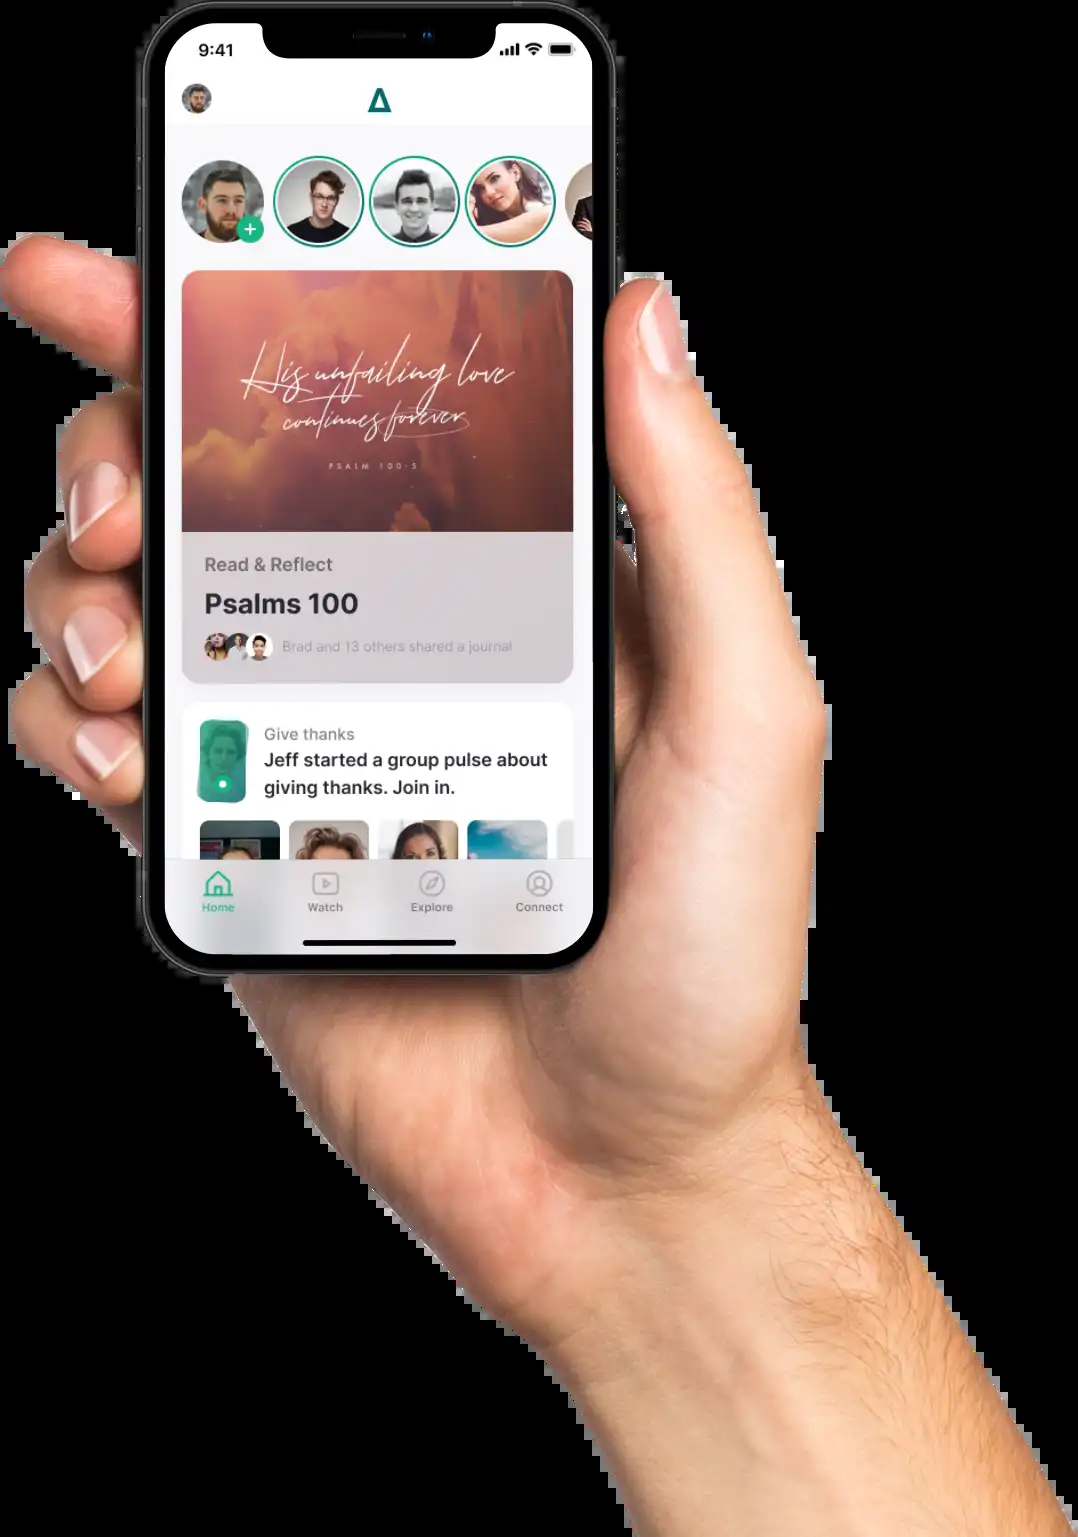 9:41
Δ
His unfailing love
continues forever
PSALM 100:5
Read & Reflect
Psalms 100
Brad and 13 others shared a journal
Give thanks
Jeff started a group pulse about
giving thanks. Join in.
Home
Watch
Explore
Connect